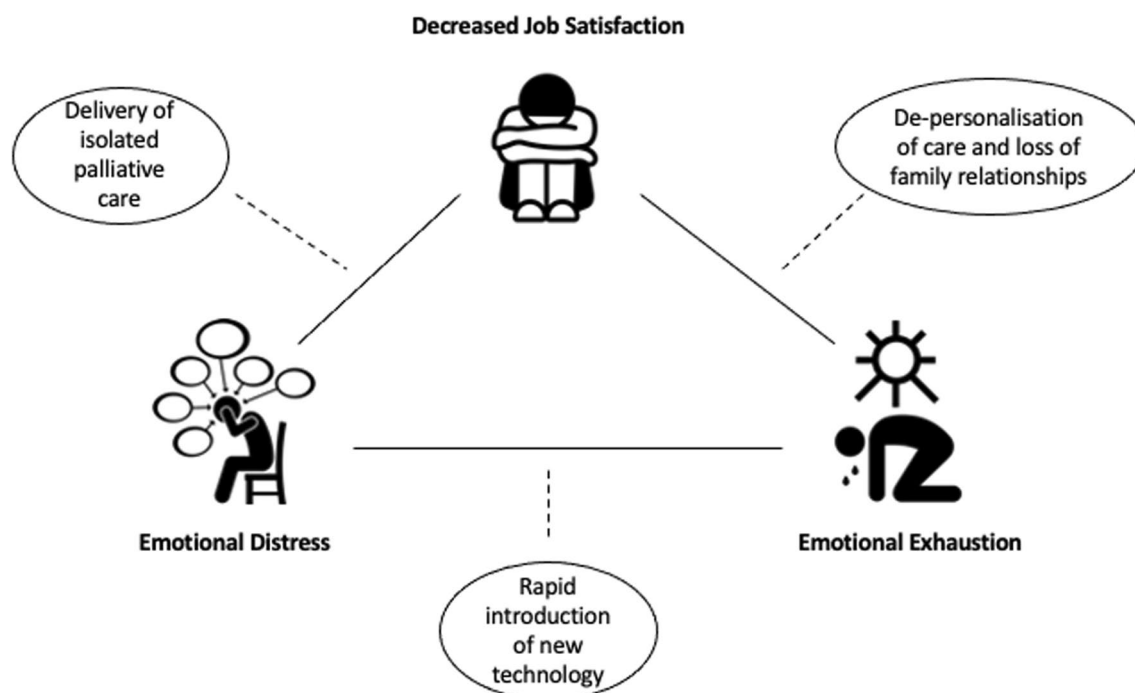 Decreased Job Satisfaction
Delivery of
isolated
palliative
care
De-personalisation
of care and loss of
family relationships
Emotional Distress
Emotional Exhaustion
Rapid
introduction
of new
technology